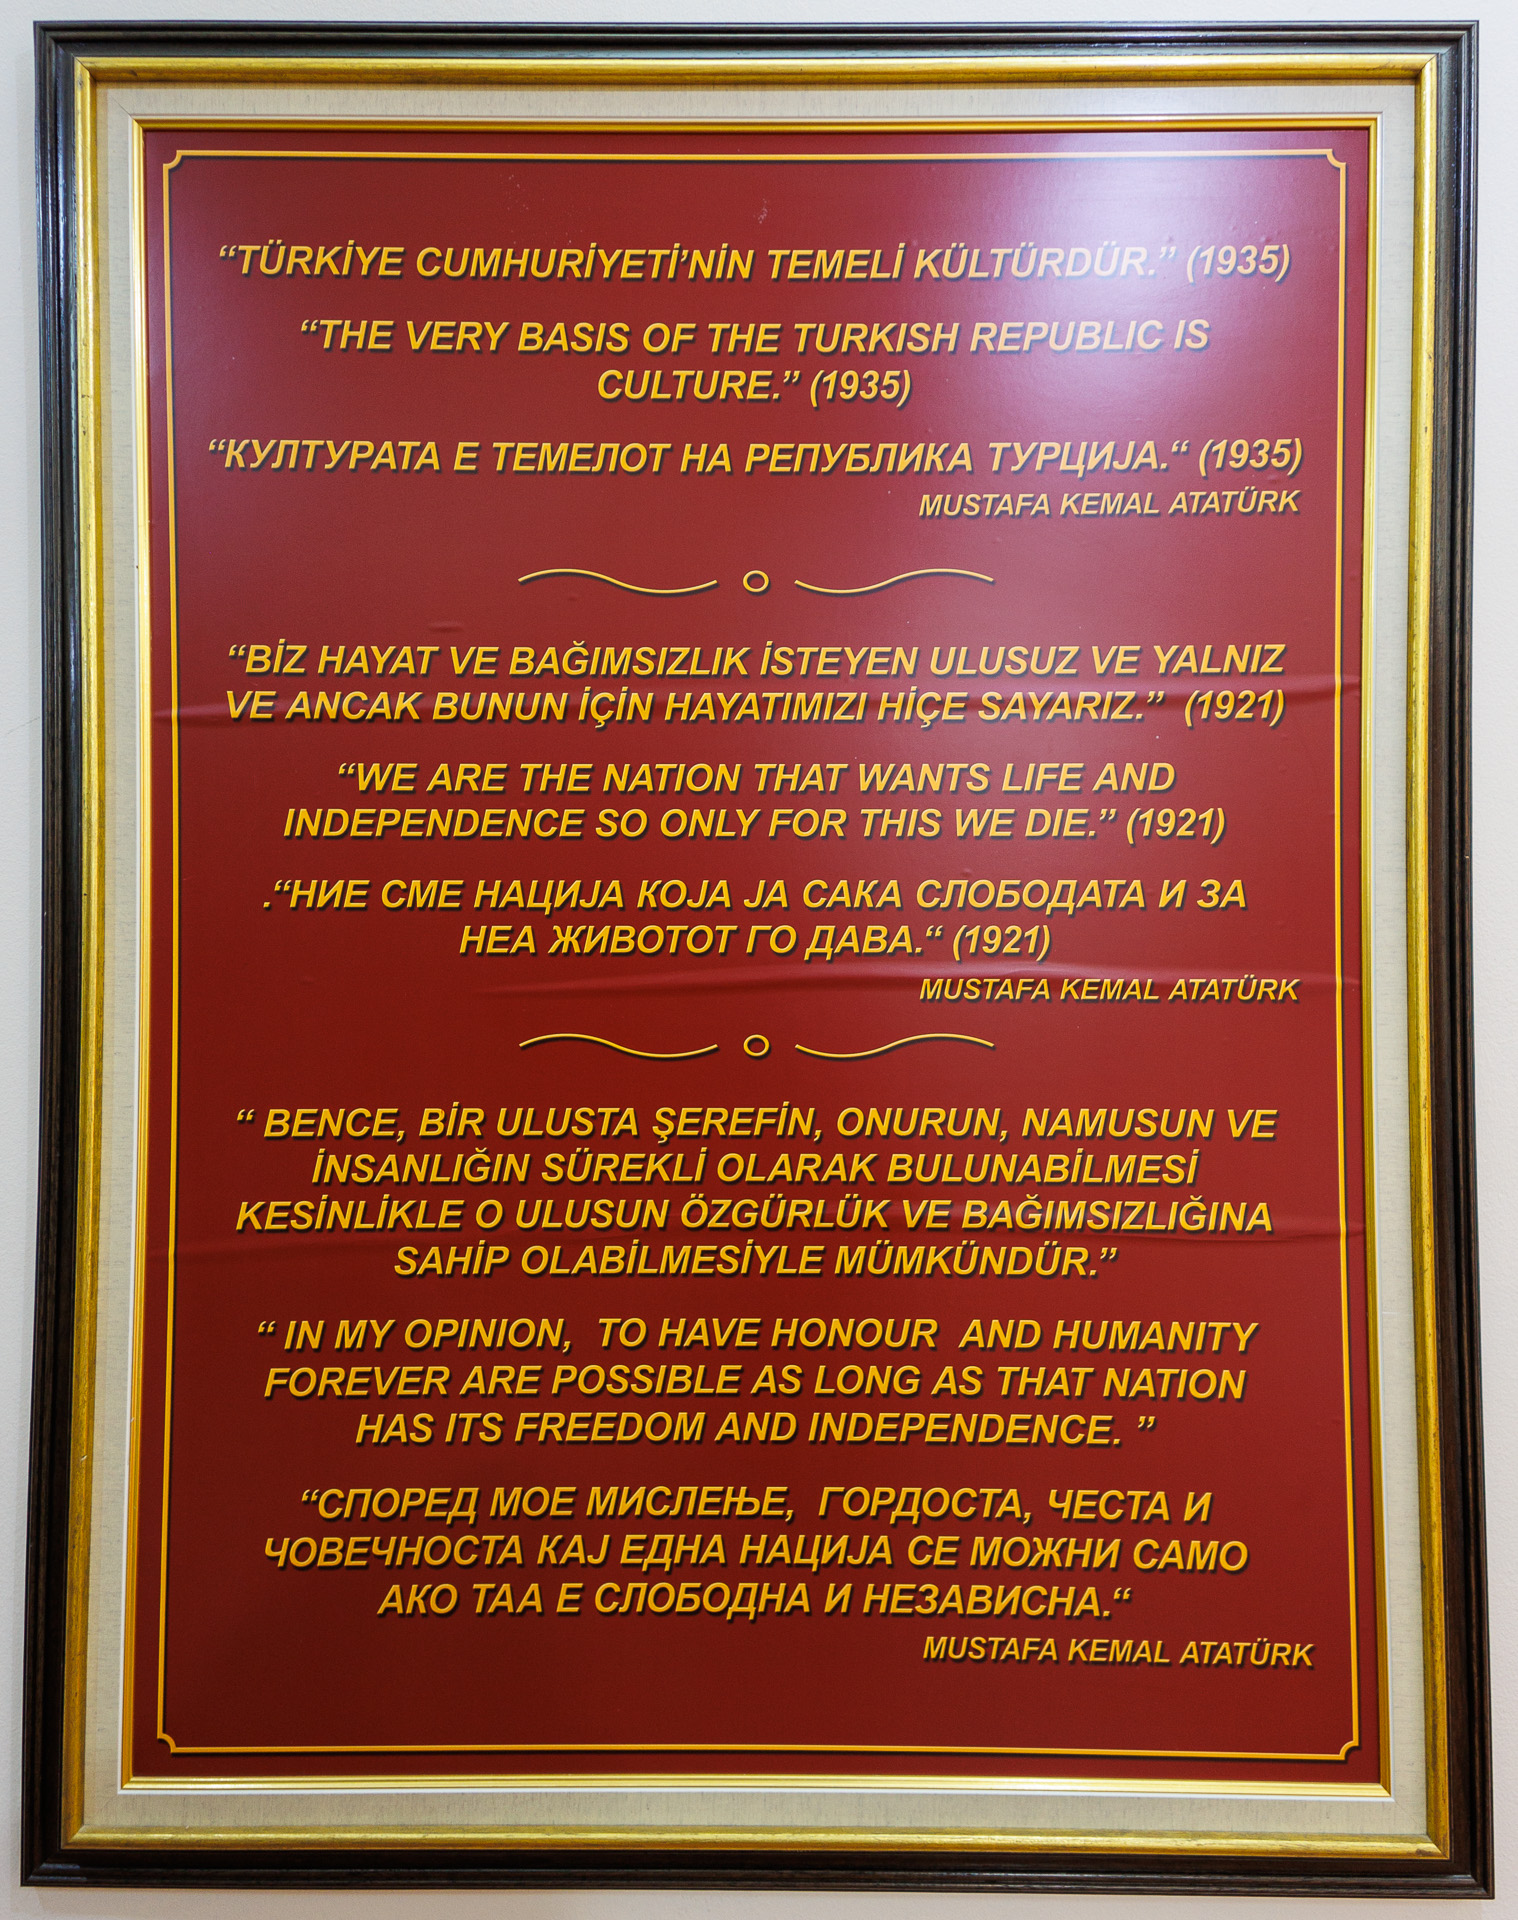 “TÜRKİYE CUMHURİYETİ’NİN TEMELİ KÜLTÜRDÜR.” (1935)
“THE VERY BASIS OF THE TURKISH REPUBLIC IS
CULTURE.” (1935)
“КУЛТУРАТА Е ТЕМЕЛОТ НА РЕПУБЛИКА ТУРЦИЈА.“ (1935)
MUSTAFA KEMAL ATATÜRK
“BİZ HAYAT VE BAĞIMSIZLIK İSTEYEN ULUSUZ VE YALNIZ
VE ANCAK BUNUN İÇİN HAYATIMIZI HİÇE SAYARIZ.” (1921)
“WE ARE THE NATION THAT WANTS LIFE AND
INDEPENDENCE SO ONLY FOR THIS WE DIE.” (1921)
.“НИЕ СМЕ НАЦИЈА КОЈА ЈА САКА СЛОБОДАТА И ЗА
НЕА ЖИВОТОТ ГО ДАВА.“ (1921)
MUSTAFA KEMAL ATATÜRK
“ BENCE, BİR ULUSTA ŞEREFİN, ONURUN, NAMUSUN VE
İNSANLIĞIN SÜREKLİ OLARAK BULUNABİLMESİ
KESİNLİKLE O ULUSUN ÖZGÜRLÜK VE BAĞIMSIZLIĞINA
SAHİP OLABİLMESİYLE MÜMKÜNDÜR.”
“ IN MY OPINION, TO HAVE HONOUR AND HUMANITY
FOREVER ARE POSSIBLE AS LONG AS THAT NATION
HAS ITS FREEDOM AND INDEPENDENCE. ”
“СПОРЕД МОЕ МИСЛЕЊЕ, ГОРДОСТА, ЧЕСТА И
ЧОВЕЧНОСТА КАЈ ЕДНА НАЦИЈА СЕ МОЖНИ САМО
АКО ТАА Е СЛОБОДНА И НЕЗАВИСНА.“
MUSTAFA KEMAL ATATÜRK